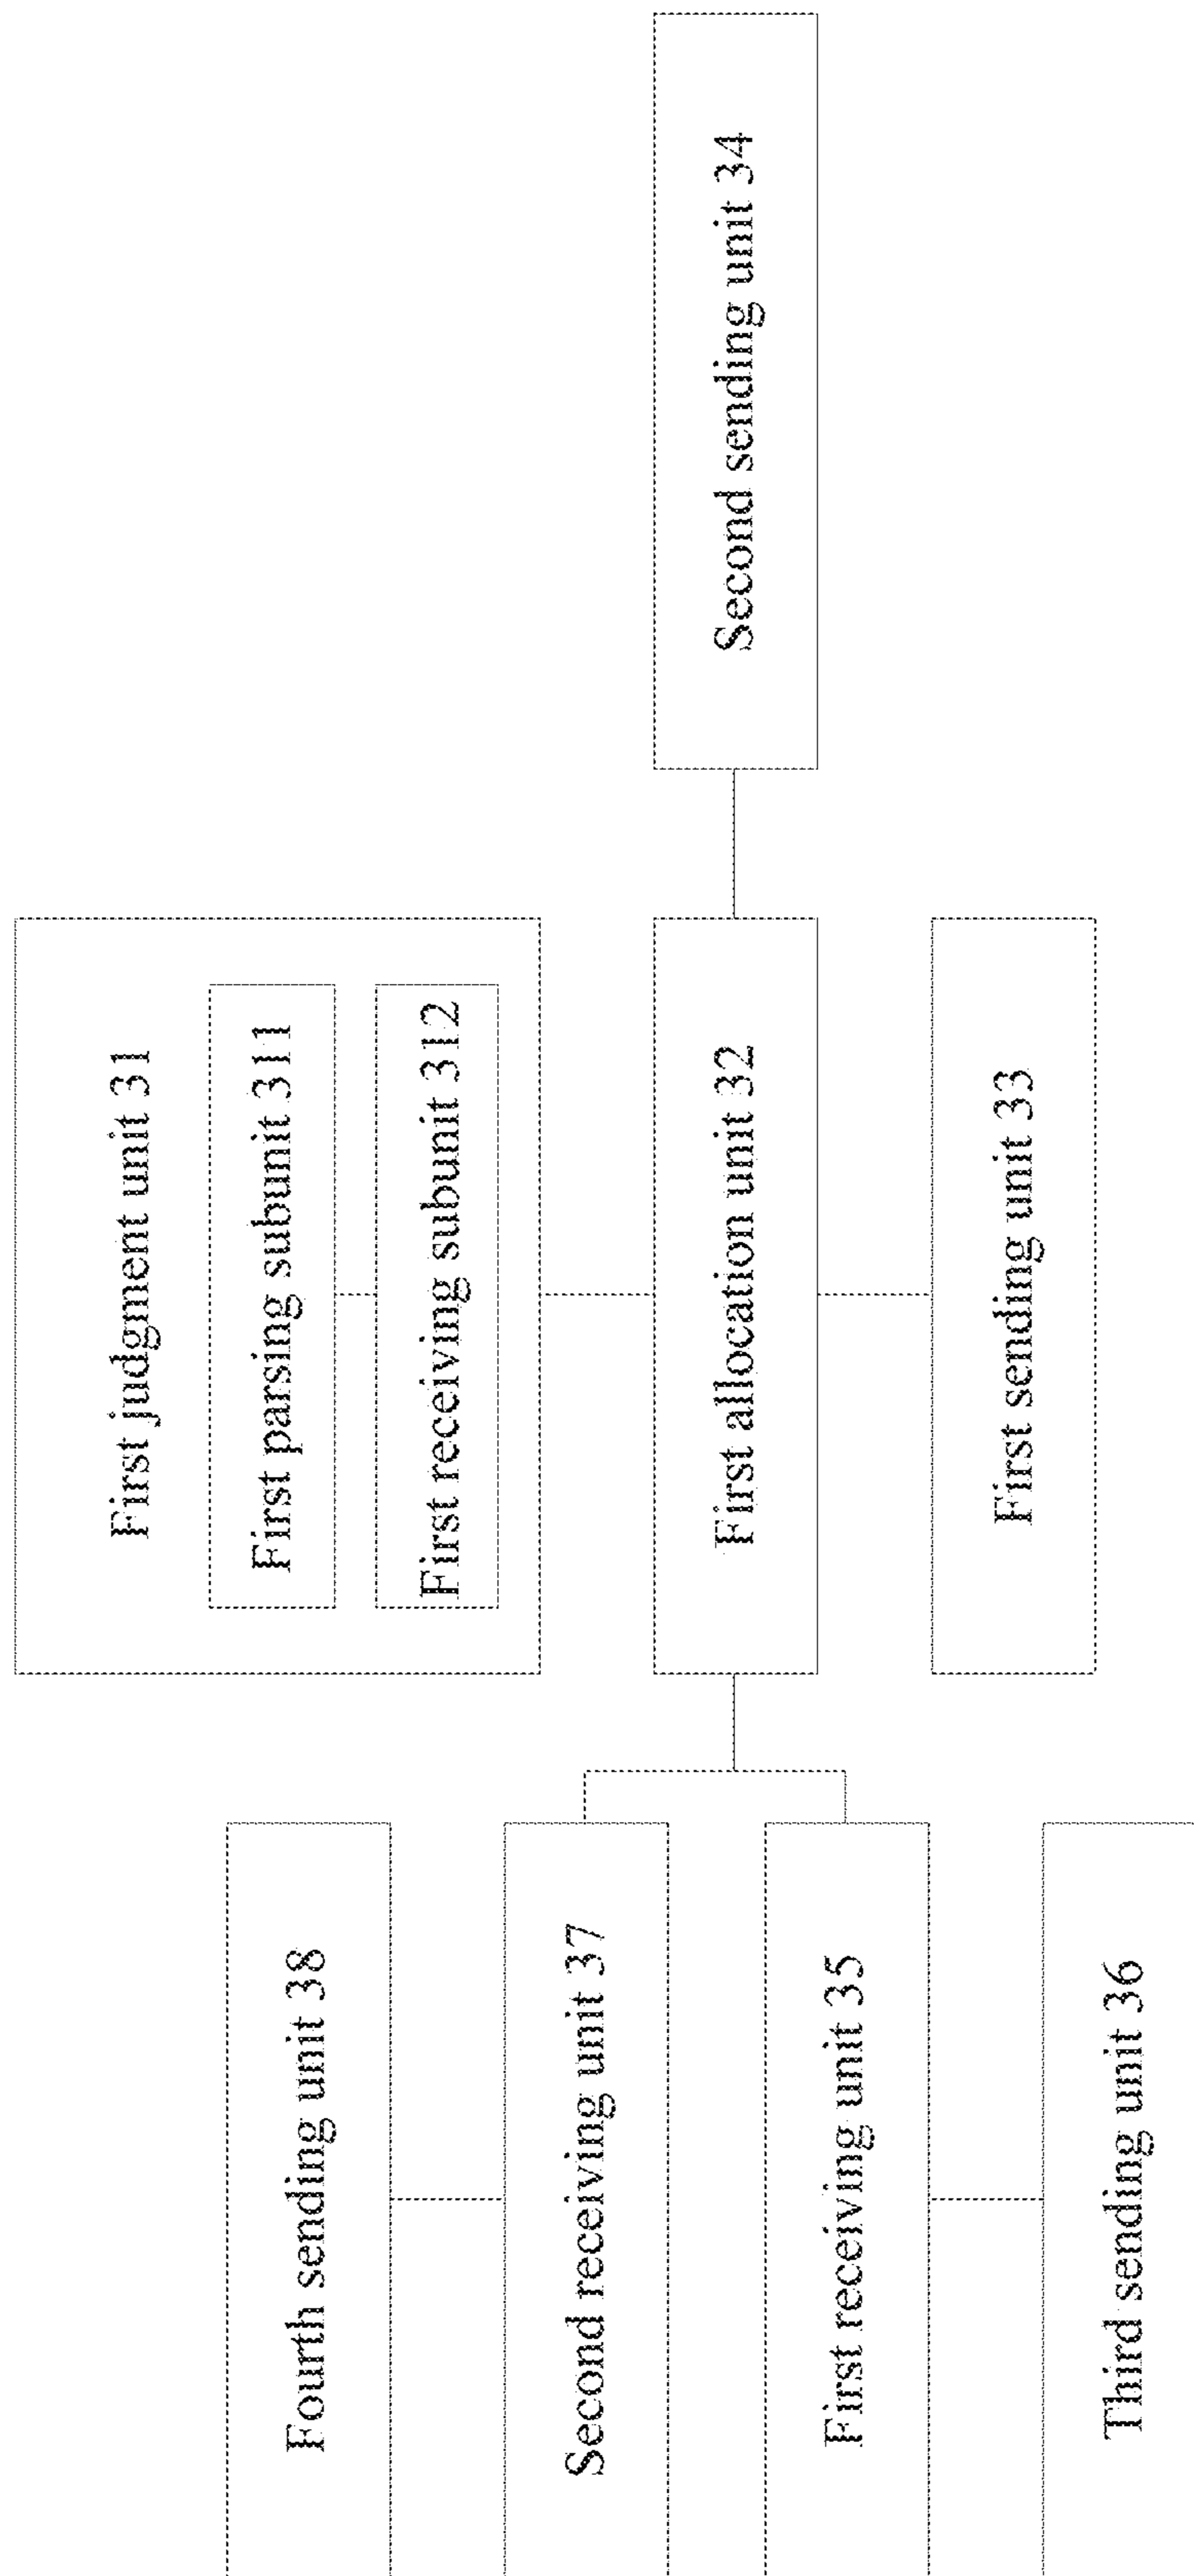 First judgment unit 31
First parsing subunit 311
First receiving subunit 312
Fourth sending unit 38
Second receiving unit 37
First allocation unit 32
Second sending unit 34
First receiving unit 35
First sending unit 33
Third sending unit 36